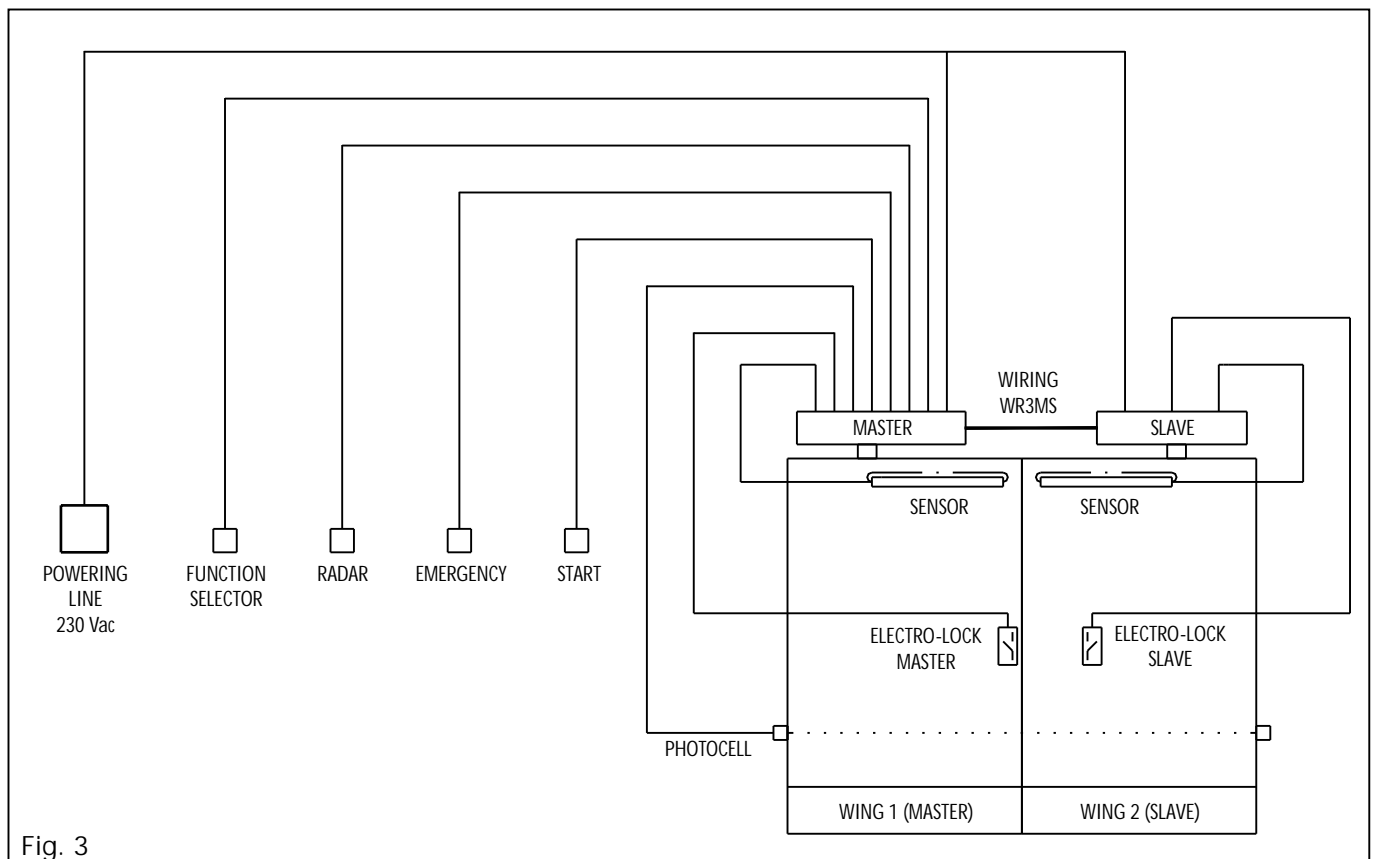 WIRING
WR3MS
MASTER
SLAVE
SENSOR
SENSOR
POWERING
LINE
230 Vac
FUNCTION
SELECTOR
RADAR
EMERGENCY
START
ELECTRO-LOCK
MASTER
ELECTRO-LOCK
SLAVE
PHOTOCELL
WING 1 (MASTER)
WING 2 (SLAVE)
Fig. 3